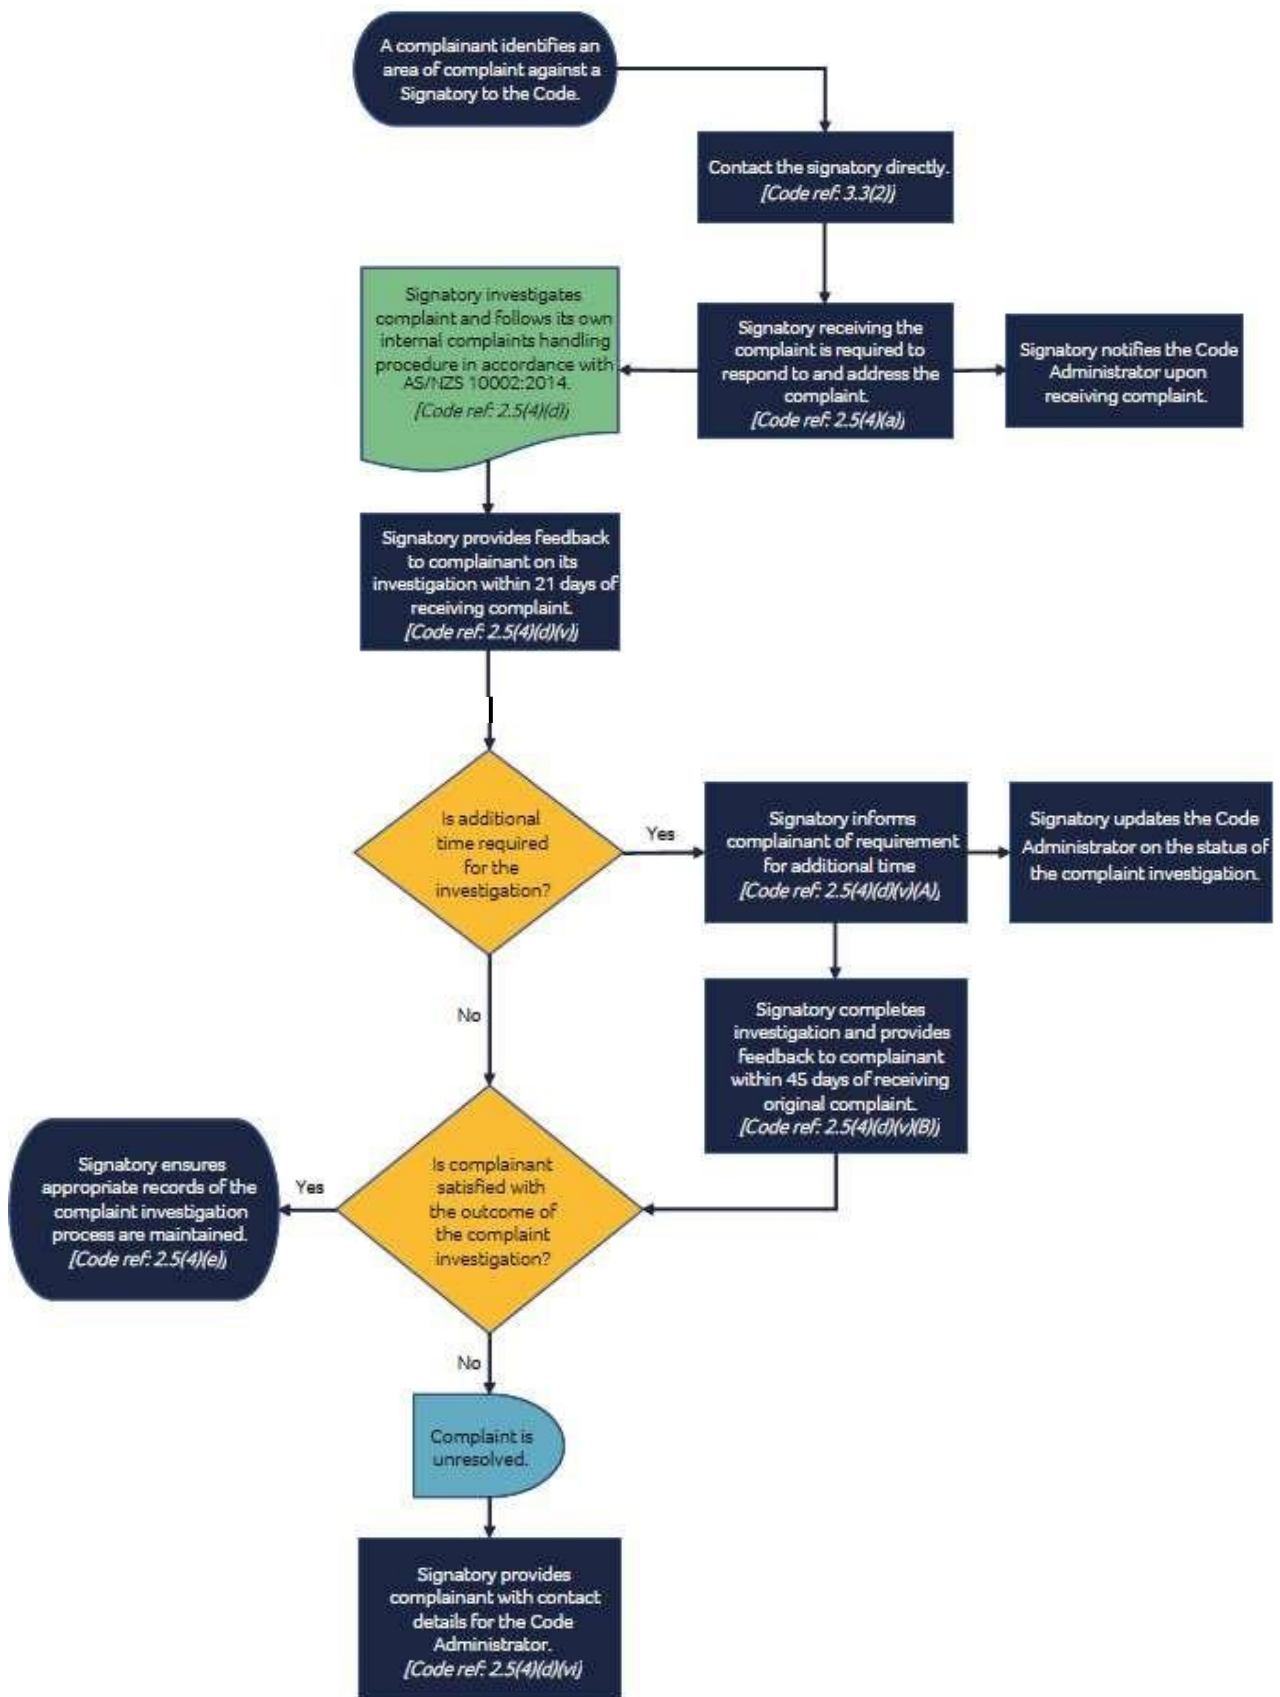 A complainant identifies an
area of complaint against a
Signatory to the Code.
Contact the signatory directly.
[Code ref: 3.3(2)]
Signatory investigates
complaint and follows its own
internal complaints handling
procedure in accordance with
AS/NZS 10002:2014.
[Code ref: 2.5(4)(d)]
Signatory receiving the
complaint is required to
respond to and address the
complaint.
[Code ref: 2.5(4)(a)]
Signatory notifies the Code
Administrator upon
receiving complaint.
Signatory provides feedback
to complainant on its
investigation within 21 days of
receiving complaint.
[Code ref: 2.5(4)(d)(v)]
Is additional
time required
for the
investigation?
Yes
Signatory informs
complainant of requirement
for additional time
[Code ref: 2.5(4)(d)(v)(A)]
Signatory updates the Code
Administrator on the status of
the complaint investigation.
No
Signatory completes
investigation and provides
feedback to complainant
within 45 days of receiving
original complaint.
[Code ref: 2.5(4)(d)(v)(B)]
Signatory ensures
appropriate records of the
complaint investigation
process are maintained.
[Code ref: 2.5(4)(e)]
Yes
Is complainant
satisfied with
the outcome of
the complaint
investigation?
No
Complaint is
unresolved.
Signatory provides
complainant with contact
details for the Code
Administrator.
[Code ref: 2.5(4)(d)(vi]